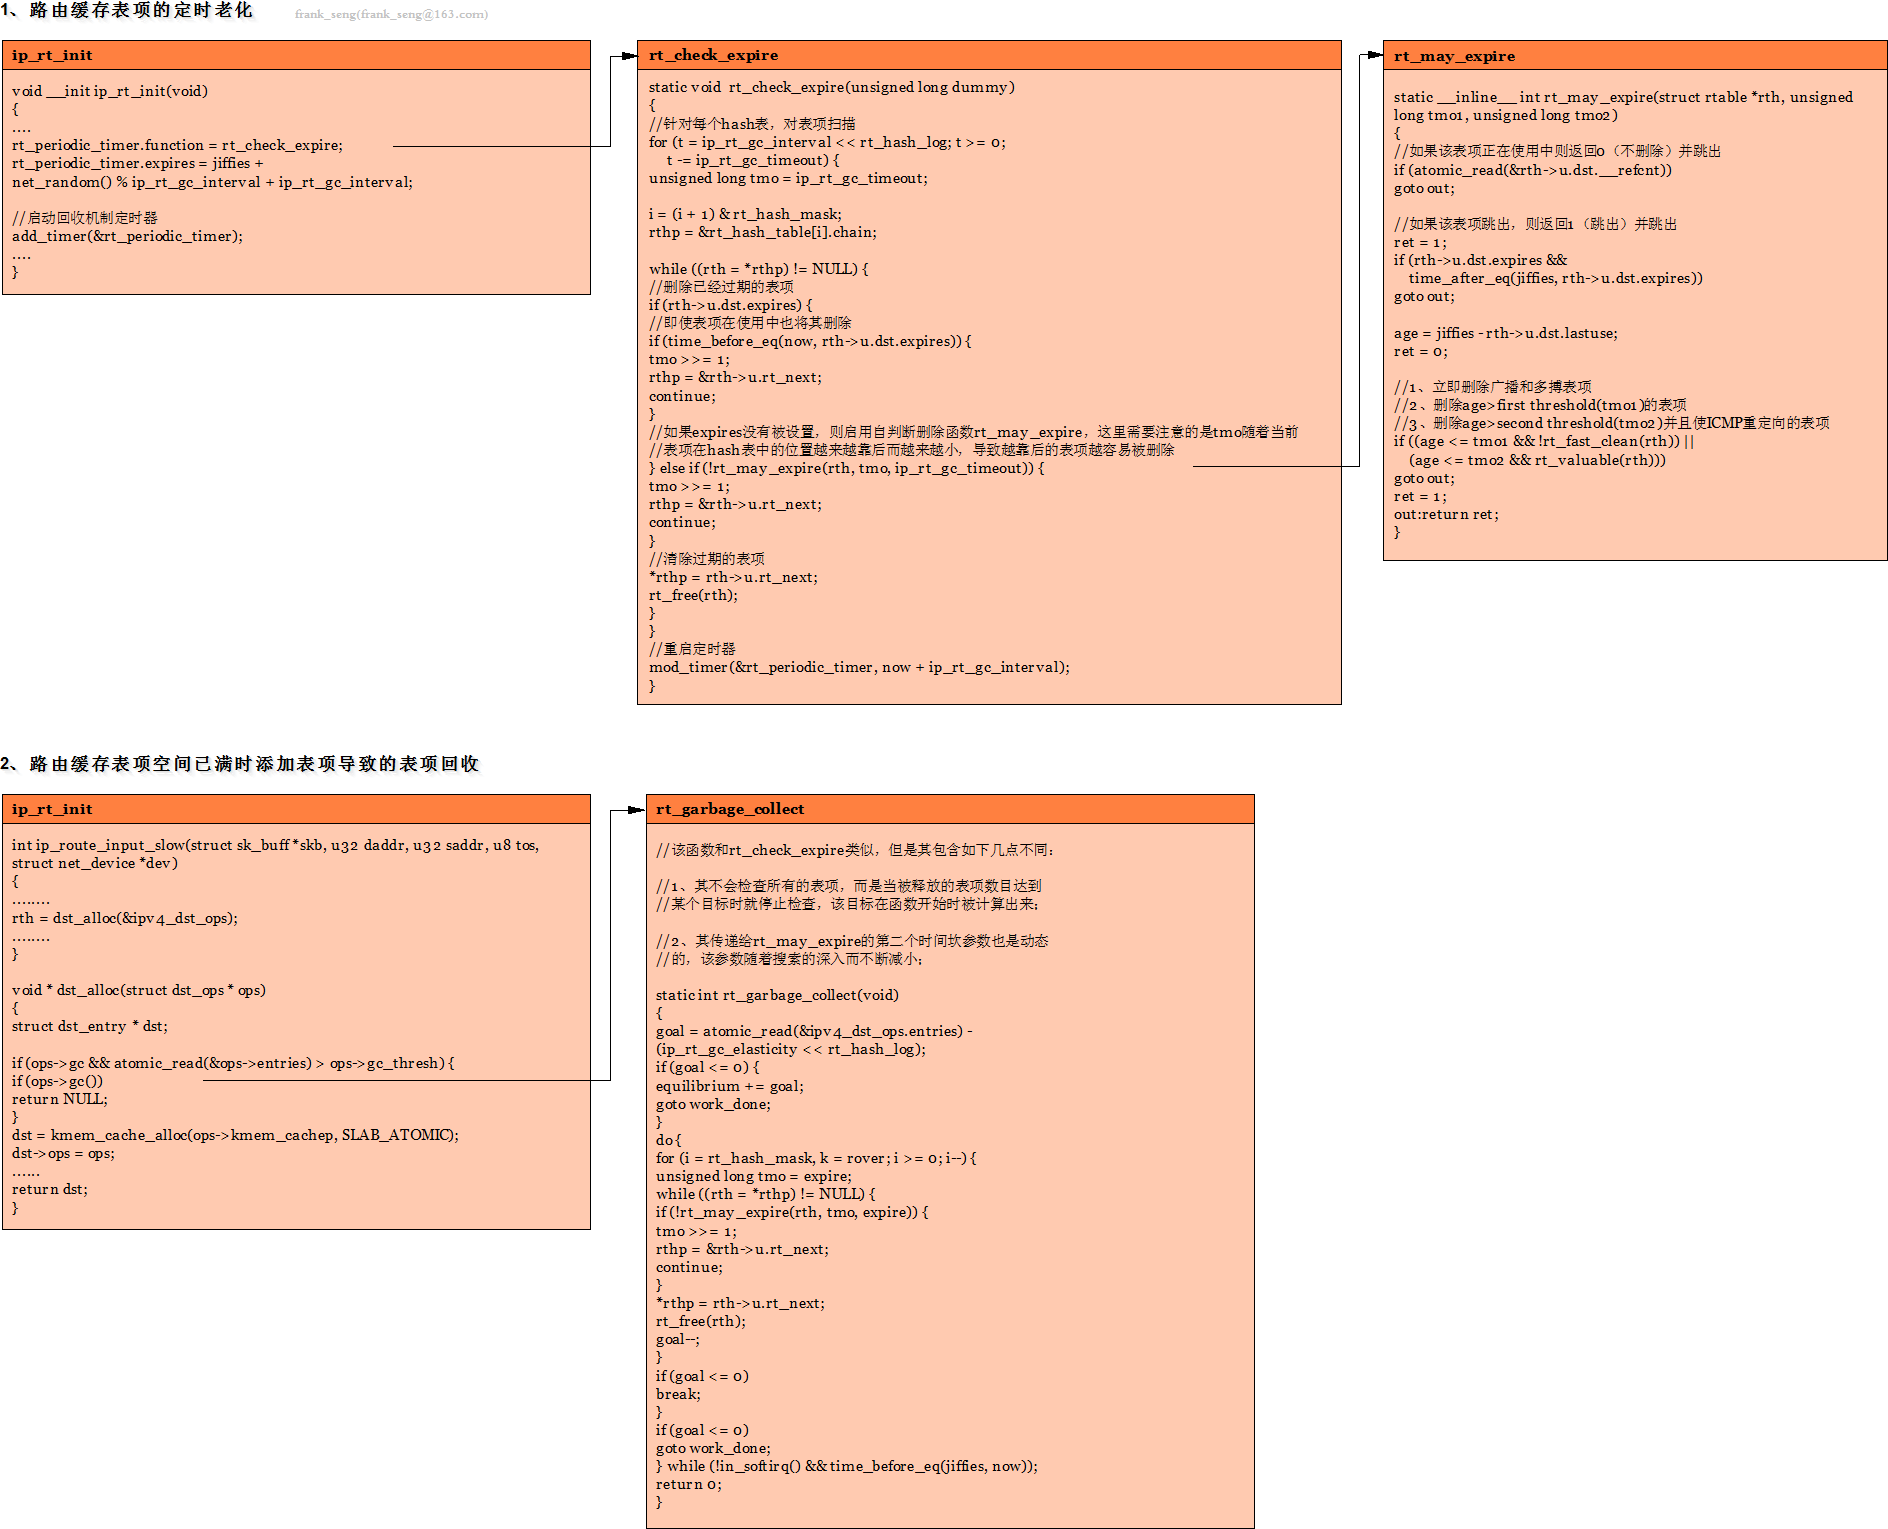 1、路由缓存表项的定时老化
frank_seng(frank_seng@163.com)
ip_rt_init
void __init ip_rt_init(void)
{
....
rt_periodic_timer.function = rt_check_expire;
rt_periodic_timer.expires = jiffies +
net_random() % ip_rt_gc_interval + ip_rt_gc_interval;
//启动回收机制定时器
add_timer(&rt_periodic_timer);
....
}
rt_check_expire
static void  rt_check_expire(unsigned long dummy)
{
//针对每个hash表，对表项扫描
for (t = ip_rt_gc_interval << rt_hash_log; t >= 0;
t -= ip_rt_gc_timeout) {
unsigned long tmo = ip_rt_gc_timeout;
i = (i + 1) & rt_hash_mask;
rthp = &rt_hash_table[i].chain;
while ((rth = *rthp) != NULL) {
//删除已经过期的表项
if (rth->u.dst.expires) {
//即使表项在使用中也将其删除
if (time_before_eq(now, rth->u.dst.expires)) {
tmo >>= 1;
rthp = &rth->u.rt_next;
continue;
}
//如果expires没有被设置，则启用自判断删除函数rt_may_expire，这里需要注意的是tmo随着当前
//表项在hash表中的位置越来越靠后而越来越小，导致越靠后的表项越容易被删除
} else if (!rt_may_expire(rth, tmo, ip_rt_gc_timeout)) {
tmo >>= 1;
rthp = &rth->u.rt_next;
continue;
}
//清除过期的表项
*rthp = rth->u.rt_next;
rt_free(rth);
}
}
//重启定时器
mod_timer(&rt_periodic_timer, now + ip_rt_gc_interval);
}
rt_may_expire
static __inline__ int rt_may_expire(struct rtable *rth, unsigned
long tmo1, unsigned long tmo2)
{
//如果该表项正在使用中则返回0（不删除）并跳出
if (atomic_read(&rth->u.dst.__refcnt))
goto out;
//如果该表项跳出，则返回1（跳出）并跳出
ret = 1;
if (rth->u.dst.expires &&
time_after_eq(jiffies, rth->u.dst.expires))
goto out;
age = jiffies - rth->u.dst.lastuse;
ret = 0;
//1、立即删除广播和多搏表项
//2、删除age>first threshold(tmo1)的表项
//3、删除age>second threshold(tmo2)并且使ICMP重定向的表项
if ((age <= tmo1 && !rt_fast_clean(rth)) ||
(age <= tmo2 && rt_valuable(rth)))
goto out;
ret = 1;
out:return ret;
}
2、路由缓存表项空间已满时添加表项导致的表项回收
ip_rt_init
int ip_route_input_slow(struct sk_buff *skb, u32 daddr, u32 saddr, u8 tos,
struct net_device *dev)
{
........
rth = dst_alloc(&ipv4_dst_ops);
........
}
void * dst_alloc(struct dst_ops * ops)
{
struct dst_entry * dst;
if (ops->gc && atomic_read(&ops->entries) > ops->gc_thresh) {
if (ops->gc())
return NULL;
}
dst = kmem_cache_alloc(ops->kmem_cachep, SLAB_ATOMIC);
dst->ops = ops;
......
return dst;
}
rt_garbage_collect
//该函数和rt_check_expire类似，但是其包含如下几点不同：
//1、其不会检查所有的表项，而是当被释放的表项数目达到
//某个目标时就停止检查，该目标在函数开始时被计算出来；
//2、其传递给rt_may_expire的第二个时间坎参数也是动态
//的，该参数随着搜索的深入而不断减小；
static int rt_garbage_collect(void)
{
goal = atomic_read(&ipv4_dst_ops.entries) -
(ip_rt_gc_elasticity << rt_hash_log);
if (goal <= 0) {
equilibrium += goal;
goto work_done;
}
do {
for (i = rt_hash_mask, k = rover; i >= 0; i--) {
unsigned long tmo = expire;
while ((rth = *rthp) != NULL) {
if (!rt_may_expire(rth, tmo, expire)) {
tmo >>= 1;
rthp = &rth->u.rt_next;
continue;
}
*rthp = rth->u.rt_next;
rt_free(rth);
goal--;
}
if (goal <= 0)
break;
}
if (goal <= 0)
goto work_done;
} while (!in_softirq() && time_before_eq(jiffies, now));
return 0;
}